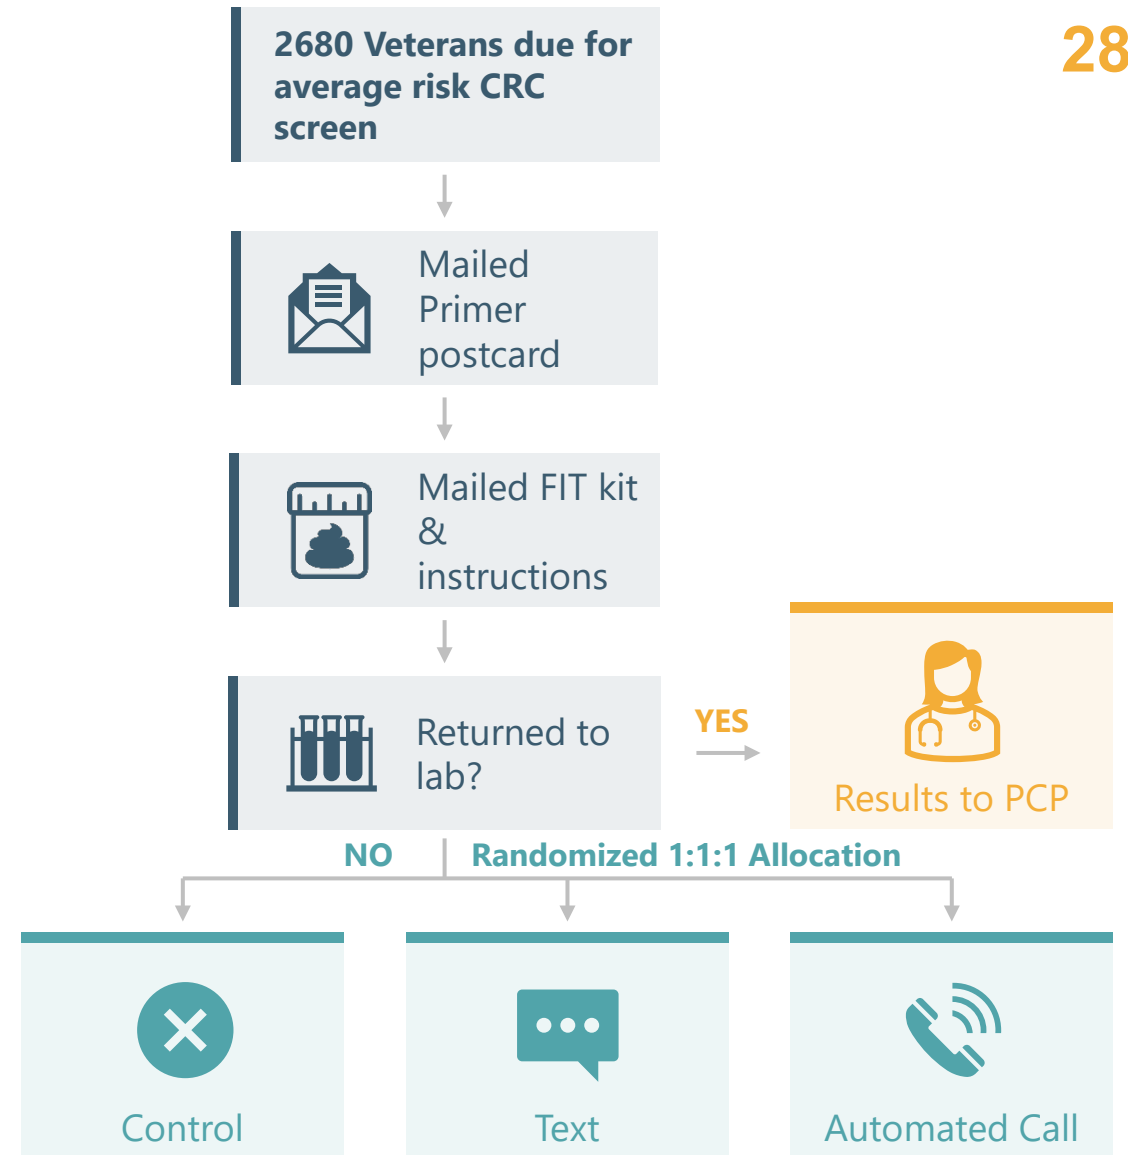 28
2680 Veterans due for
average risk CRC
screen
Mailed
Primer
postcard
Mailed FIT kit
&
instructions
Returned to
lab?
YES
Results to PCP
NO
Randomized 1:1:1 Allocation
Control
Text
Automated Call